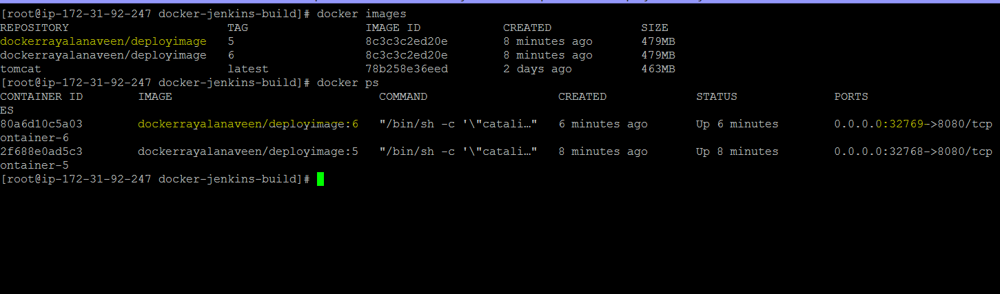 [root@ip-172-31-92-247 docker-jenkins-build]# docker images
REPOSITORY TAG IMAGE ID CREATED SIZE
dockerrayalanaveen/deployimage 5 8c3c3c2ed20e 8 minutes ago 479MB
dockerrayalanaveen/deployimage 6 8c3c3c2ed20e 8 minutes ago 479MB
tomcat latest 78b258e36eed 2 days ago 463MB
[root@ip-172-31-92-247 docker-jenkins-build]# docker ps
CONTAINER ID IMAGE COMMAND CREATED STATUS PORTS
ES
80a6d10c5a03 dockerrayalanaveen/deployimage:6 "/bin/sh -c '\"catali…" 6 minutes ago Up 6 minutes 0.0.0.0:32769->8080/tcp
ontainer-6
2f688e0ad5c3 dockerrayalanaveen/deployimage:5 "/bin/sh -c '\"catali…" 8 minutes ago Up 8 minutes 0.0.0.0:32768->8080/tcp
ontainer-5
[root@ip-172-31-92-247 docker-jenkins-build]#